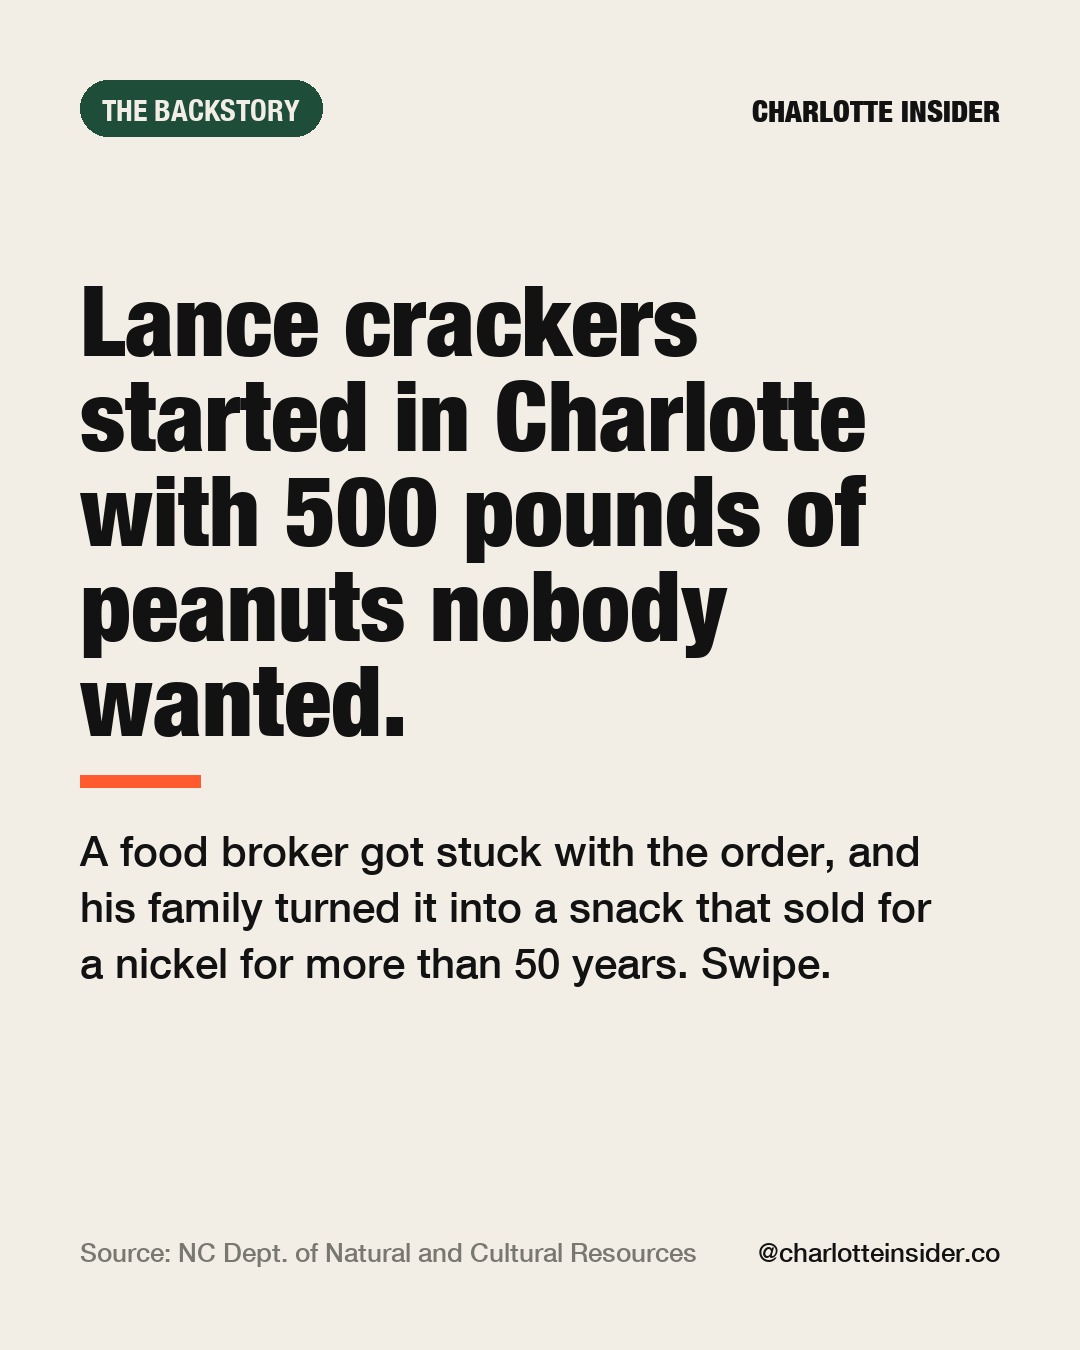 THE BACKSTORY
CHARLOTTE INSIDER
Lance crackers
started in Charlotte
with 500 pounds of
peanuts nobody
wanted.
A food broker got stuck with the order, and
his family turned it into a snack that sold for
a nickel for more than 50 years. Swipe.
Source: NC Dept. of Natural and Cultural Resources
@charlotteinsider.co